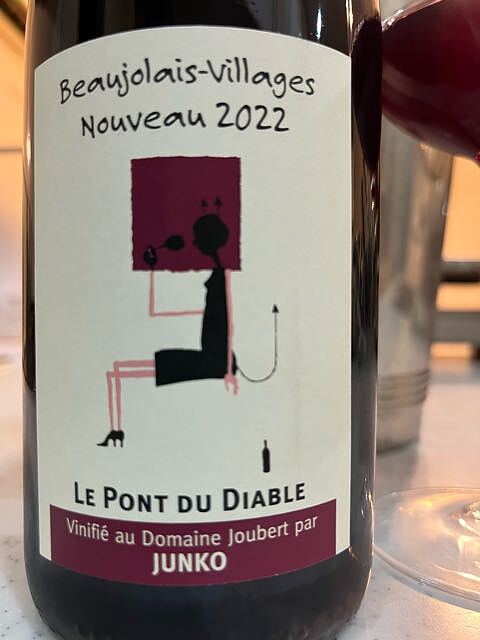 Beaujolais-Villages
Nouveau 2022
LE PONT DU DIABLE
Vinifié au Domaine Joubert par
JUNKO